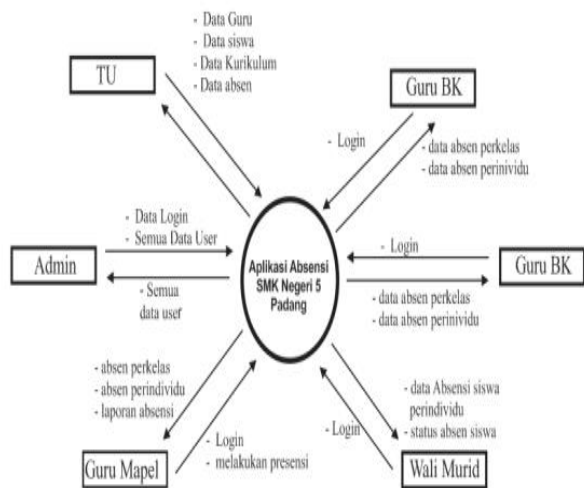 - Data Guru
- Data siswa
- Data Kurikulum
- Data absen
TU
Guru BK
- Login
- data absen perkelas
- data absen perinividu
- Data Login
- Semua Data User
Admin
- Semua
data user
Aplikasi Absensi
SMK Negeri 5
Padang
- Login
Guru BK
- data absen perkelas
- data absen perinividu
- absen perkelas
- absen perindividu
- laporan absensi
- Login
- melakukan presensi
Guru Mapel
- Login
- data Absensi siswa
perindividu
- status absen siswa
Wali Murid